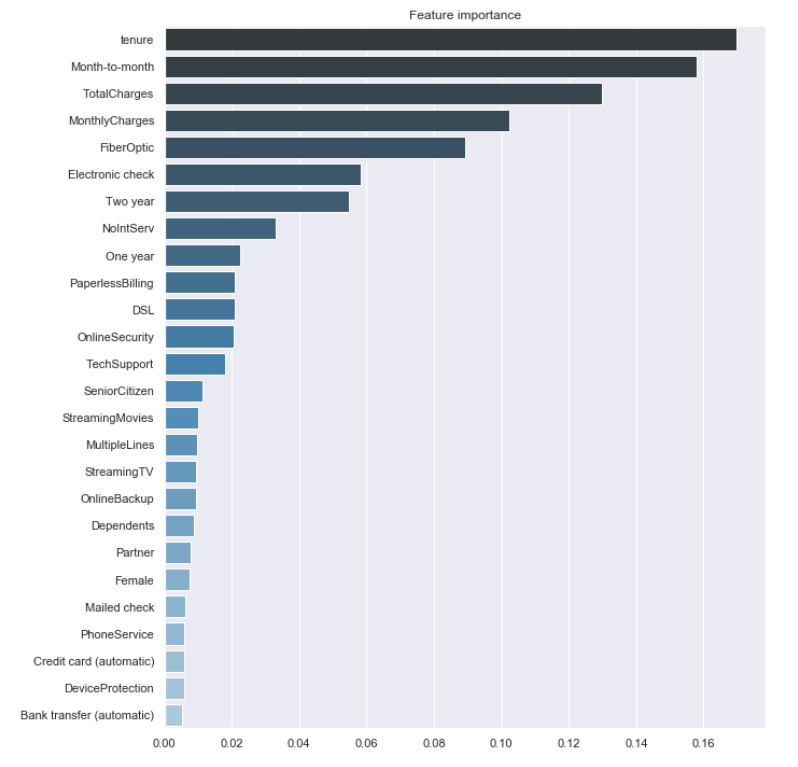 Feature importance
tenure
Month-to-month
TotalCharges
MonthlyCharges
FiberOptic
Electronic check
Two year
NoIntServ
One year
PaperlessBilling
DSL
OnlineSecurity
TechSupport
SeniorCitizen
StreamingMovies
MultipleLines
StreamingTV
OnlineBackup
Dependents
Partner
Female
Mailed check
PhoneService
Credit card (automatic)
DeviceProtection
Bank transfer (automatic)
0.00 0.02 0.04 0.06 0.08 0.10 0.12 0.14 0.16